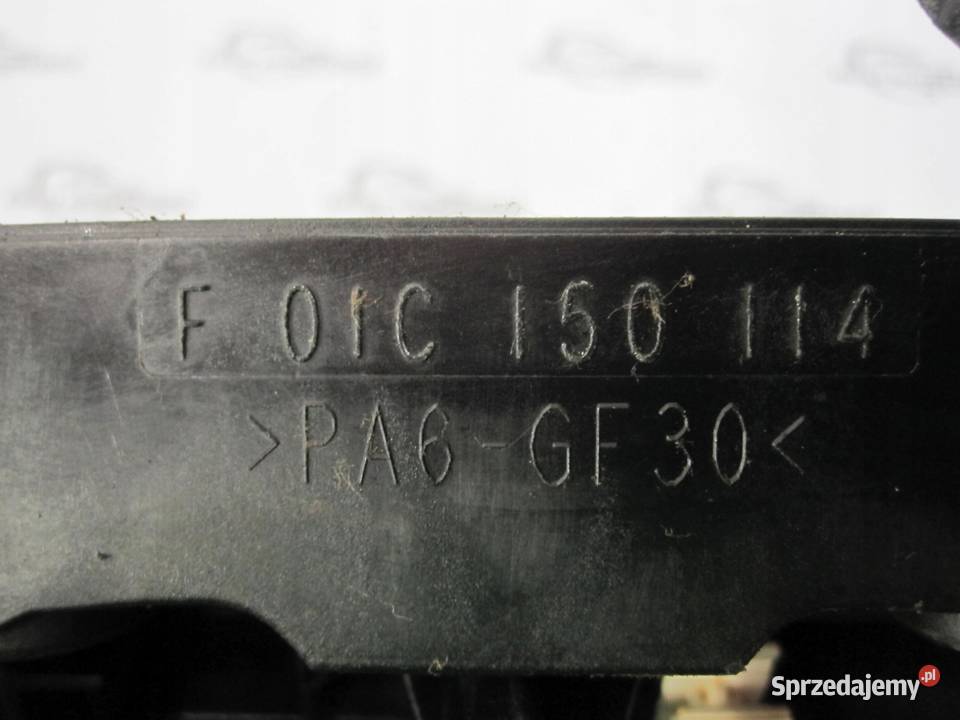 F 01C 150 114
>PA6-GF30<
Sprzedajemy.pl